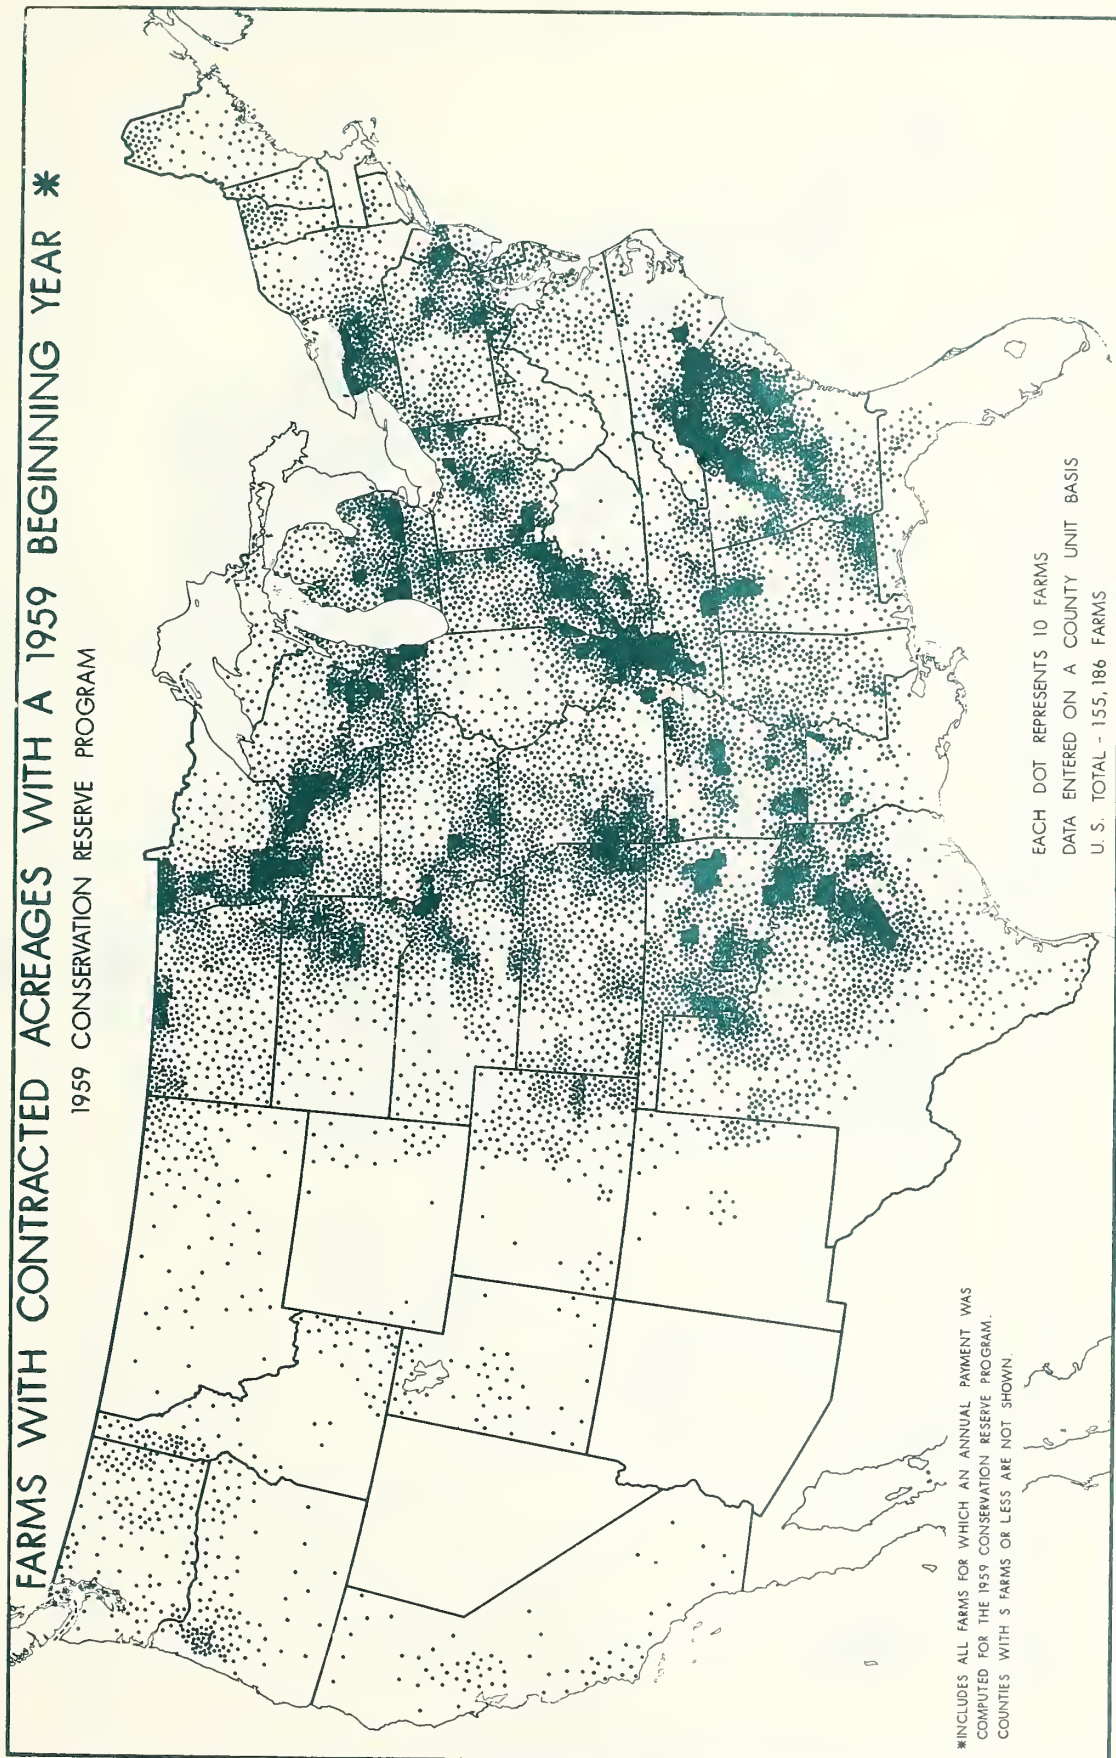 FARMS WITH CONTRACTED ACREAGES WITH A 1959 BEGINNING YEAR *
1959 CONSERVATION RESERVE PROGRAM
EACH DOT REPRESENTS 10 FARMS
DATA ENTERED ON A COUNTY UNIT BASIS
U. S. TOTAL - 155,186 FARMS
*INCLUDES ALL FARMS FOR WHICH AN ANNUAL PAYMENT WAS
COMPUTED FOR THE 1959 CONSERVATION RESERVE PROGRAM.
COUNTIES WITH 5 FARMS OR LESS ARE NOT SHOWN.